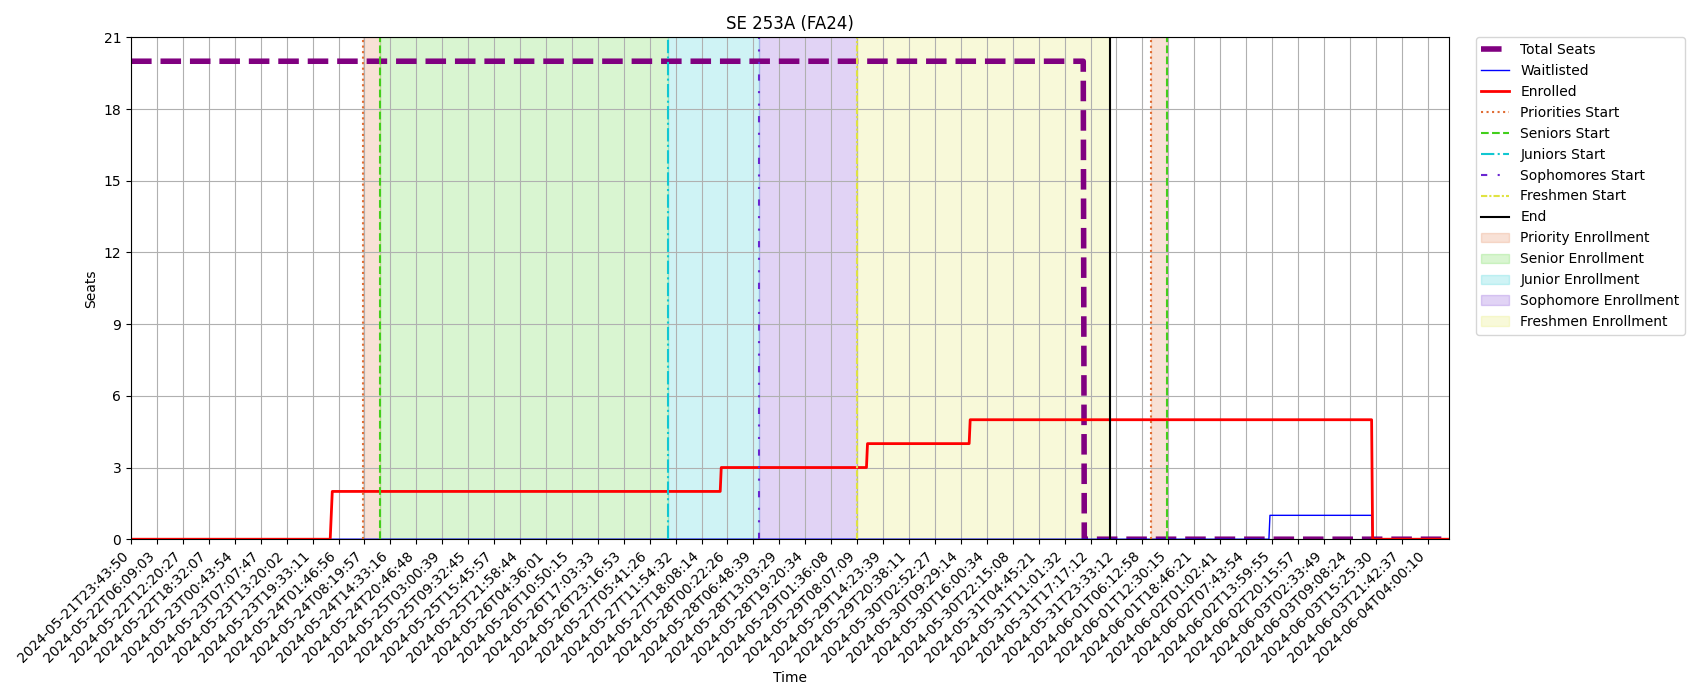 SE 253A (FA24)
Seats
21
18
15
12
9
6
3
0
2024-05-21T23:43:50
2024-05-22T06:09:03
2024-05-22T12:20:27
2024-05-22T18:32:07
2024-05-23T00:43:54
2024-05-23T07:07:47
2024-05-23T13:20:02
2024-05-23T19:33:11
2024-05-24T01:46:56
2024-05-24T08:19:57
2024-05-24T14:33:16
2024-05-24T20:46:48
2024-05-25T03:00:39
2024-05-25T09:32:45
2024-05-25T15:45:57
2024-05-25T21:58:44
2024-05-26T04:36:01
2024-05-26T10:50:15
2024-05-26T17:03:33
2024-05-26T23:16:53
2024-05-27T05:41:26
2024-05-27T11:54:32
2024-05-27T18:08:14
2024-05-28T00:22:26
2024-05-28T06:48:39
2024-05-28T13:03:29
2024-05-28T19:20:34
2024-05-29T01:36:08
2024-05-29T08:07:09
2024-05-29T14:23:39
2024-05-29T20:38:11
2024-05-30T02:52:27
2024-05-30T09:29:14
2024-05-30T16:00:34
2024-05-30T22:15:08
2024-05-31T04:45:21
2024-05-31T11:01:32
2024-05-31T17:17:12
2024-05-31T23:33:12
2024-06-01T06:12:58
2024-06-01T12:30:15
2024-06-01T18:46:21
2024-06-02T01:02:41
2024-06-02T07:43:54
2024-06-02T13:59:55
2024-06-02T20:15:57
2024-06-03T02:33:49
2024-06-03T09:08:24
2024-06-03T15:25:30
2024-06-03T21:42:37
2024-06-04T04:00:10
Time
Total Seats
Waitlisted
Enrolled
Priorities Start
Seniors Start
Juniors Start
Sophomores Start
Freshmen Start
End
Priority Enrollment
Senior Enrollment
Junior Enrollment
Sophomore Enrollment
Freshmen Enrollment